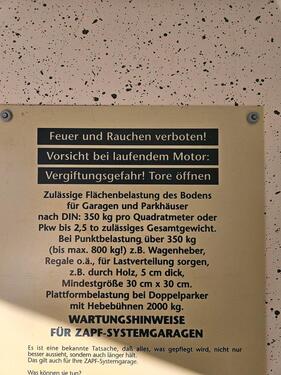 Feuer und Rauchen verboten!
Vorsicht bei laufendem Motor:
Vergiftungsgefahr! Tore öffnen
Zulässige Flächenbelastung des Bodens
für Garagen und Parkhäuser
nach DIN: 350 kg pro Quadratmeter oder
Pkw bis 2,5 to zulässiges Gesamtgewicht.
Bei Punktbelastung über 350 kg
(bis max. 800 kg!) z.B. Wagenheber,
Regale o.ä., für Lastverteilung sorgen,
z.B. durch Holz, 5 cm dick,
Mindestgröße 30 cm x 30 cm.
Plattformbelastung bei Doppelparker
mit Hebebühnen 2000 kg.
WARTUNGSHINWEISE
FÜR ZAPF-SYSTEMGARAGEN
Es ist eine bekannte Tatsache, daß alles, was gepflegt wird, nicht nur
besser aussieht, sondern auch länger hält.
Das gilt auch für Ihre ZAPF-Systemgarage.
Was können sie tun?